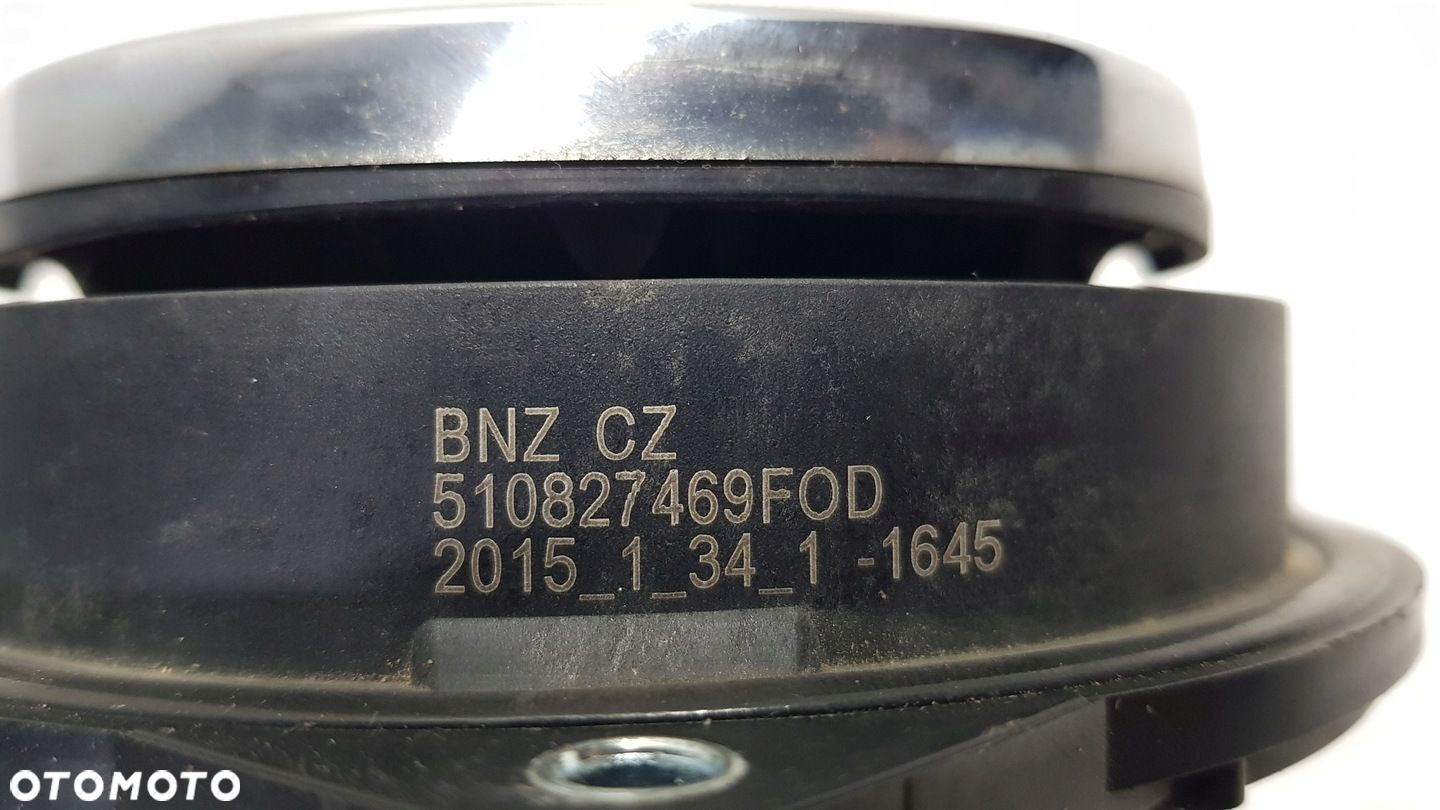 BNZ CZ
510827469FOD
2015_1_34_1 -1645
OTOMOTO